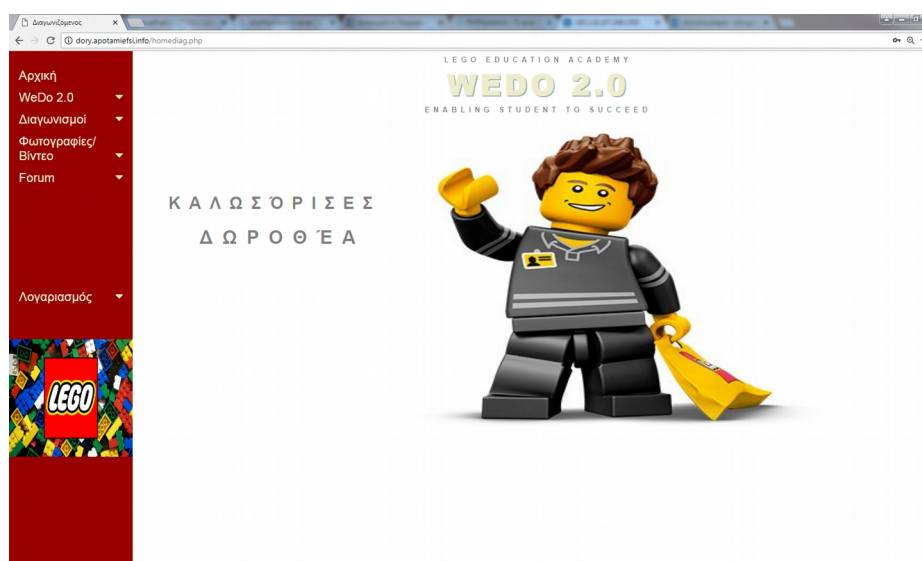 Διαγωνιζόμενος
dory.apotamiefsi.info/homediag.php
Αρχική
WeDo 2.0
Διαγωνισμοί
Φωτογραφίες/
Βίντεο
Forum
Λογαριασμός
LEGO
LEGO EDUCATION ACADEMY
WEDO 2.0
ENABLING STUDENT TO SUCCEED
ΚΑΛΩΣΌΡΙΣΕΣ
ΔΩΡΟΘΈΑ